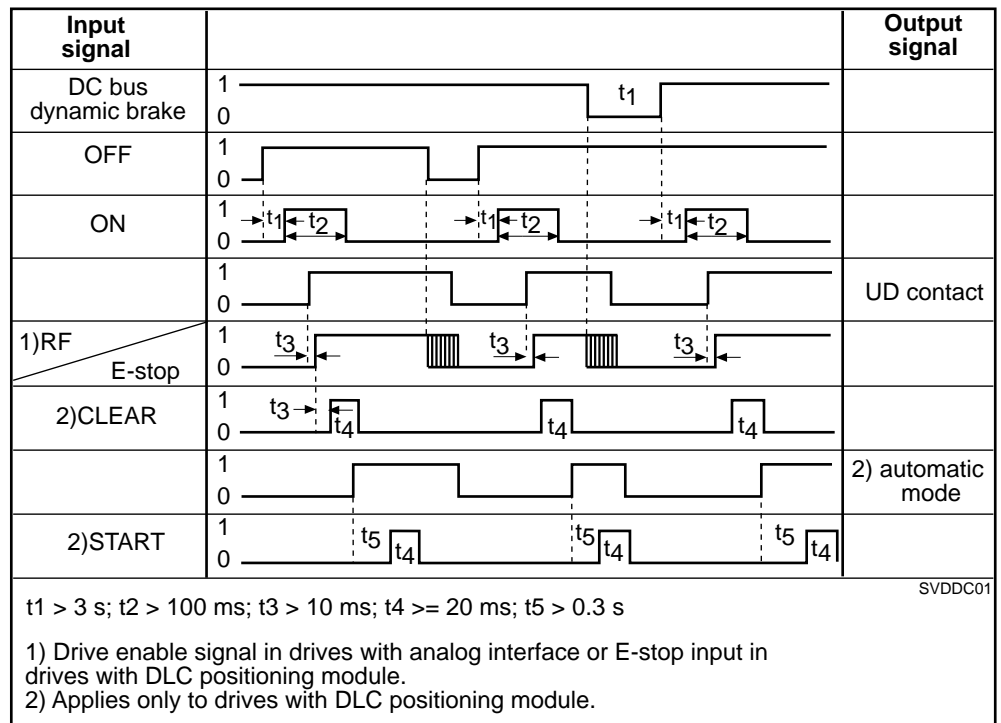 Input signal
Output signal
DC bus dynamic brake
1
0
t1
OFF
1
0
ON
1
0
t1 t2 t1 t2 t1 t2
1
0
UD contact
1)RF
E-stop
1
0
t3 t3 t3
2)CLEAR
1
0
t3 t4 t4 t4
1
0
2) automatic mode
2)START
1
0
t5 t4 t5 t4 t5 t4
SVDDC01
t1 > 3 s; t2 > 100 ms; t3 > 10 ms; t4 >= 20 ms; t5 > 0.3 s
1) Drive enable signal in drives with analog interface or E-stop input in
drives with DLC positioning module.
2) Applies only to drives with DLC positioning module.